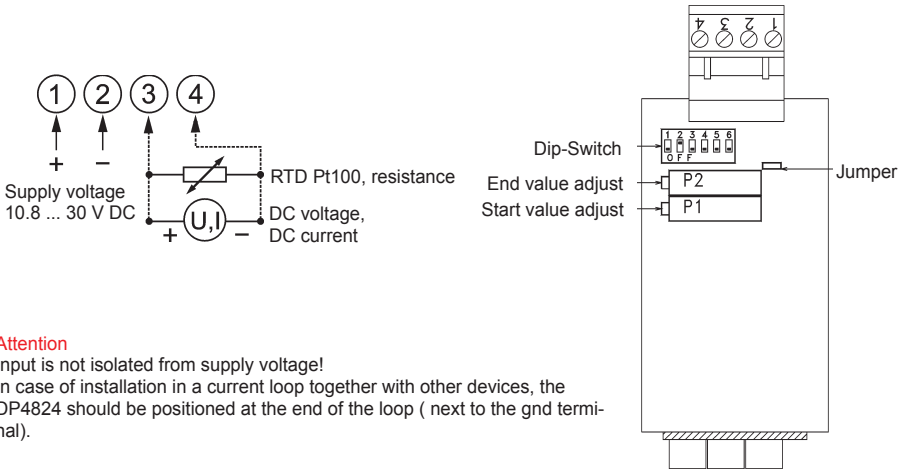 1 2 3 4
+ −
Supply voltage
10.8 ... 30 V DC
RTD Pt100, resistance
U,I
+ −
DC voltage,
DC current
4 3 2 1
1 2 3 4 5 6
OFF
Dip-Switch
Jumper
End value adjust
P2
Start value adjust
P1
Attention
nput is not isolated from supply voltage!
n case of installation in a current loop together with other devices, the
DP4824 should be positioned at the end of the loop ( next to the gnd termi-
nal).